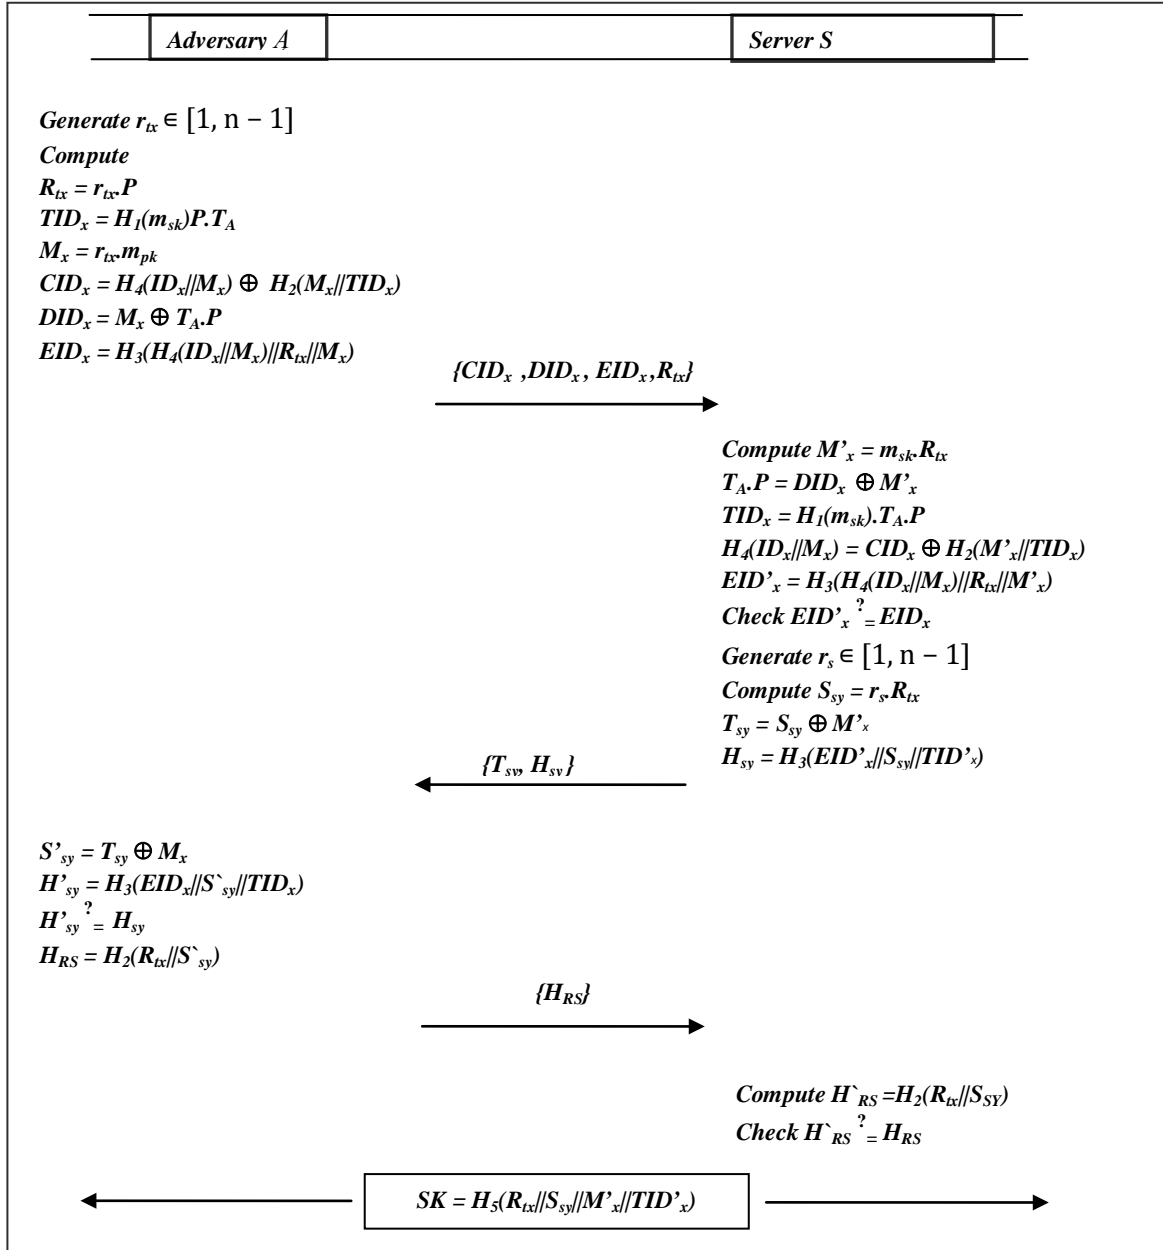 Adversary A
Server S
Generate r_tx ∈ [1, n − 1]
Compute
R_tx = r_tx.P
TID_x = H_1(m_sk)P.T_A
M_x = r_tx.m_pk
CID_x = H_4(ID_x//M_x) ⊕ H_2(M_x//TID_x)
DID_x = M_x ⊕ T_A.P
EID_x = H_3(H_4(ID_x//M_x)//R_tx//M_x)
{CID_x ,DID_x , EID_x ,R_tx}
Compute M’_x = m_sk.R_tx
T_A.P = DID_x ⊕ M’_x
TID_x = H_1(m_sk).T_A.P
H_4(ID_x//M_x) = CID_x ⊕ H_2(M’_x//TID_x)
EID’_x = H_3(H_4(ID_x//M_x)//R_tx//M’_x)
Check EID’_x ?= EID_x
Generate r_s ∈ [1, n − 1]
Compute S_sy = r_s.R_tx
T_sy = S_sy ⊕ M’_x
H_sy = H_3(EID’_x//S_sy//TID’_x)
{T_sy, H_sy}
S’_sy = T_sy ⊕ M_x
H’_sy = H_3(EID_x//S`_sy//TID_x)
H’_sy ?= H_sy
H_RS = H_2(R_tx//S`_sy)
{H_RS}
Compute H`_RS =H_2(R_tx//S_SY)
Check H`_RS ?= H_RS
SK = H_5(R_tx//S_sy//M’_x//TID’_x)